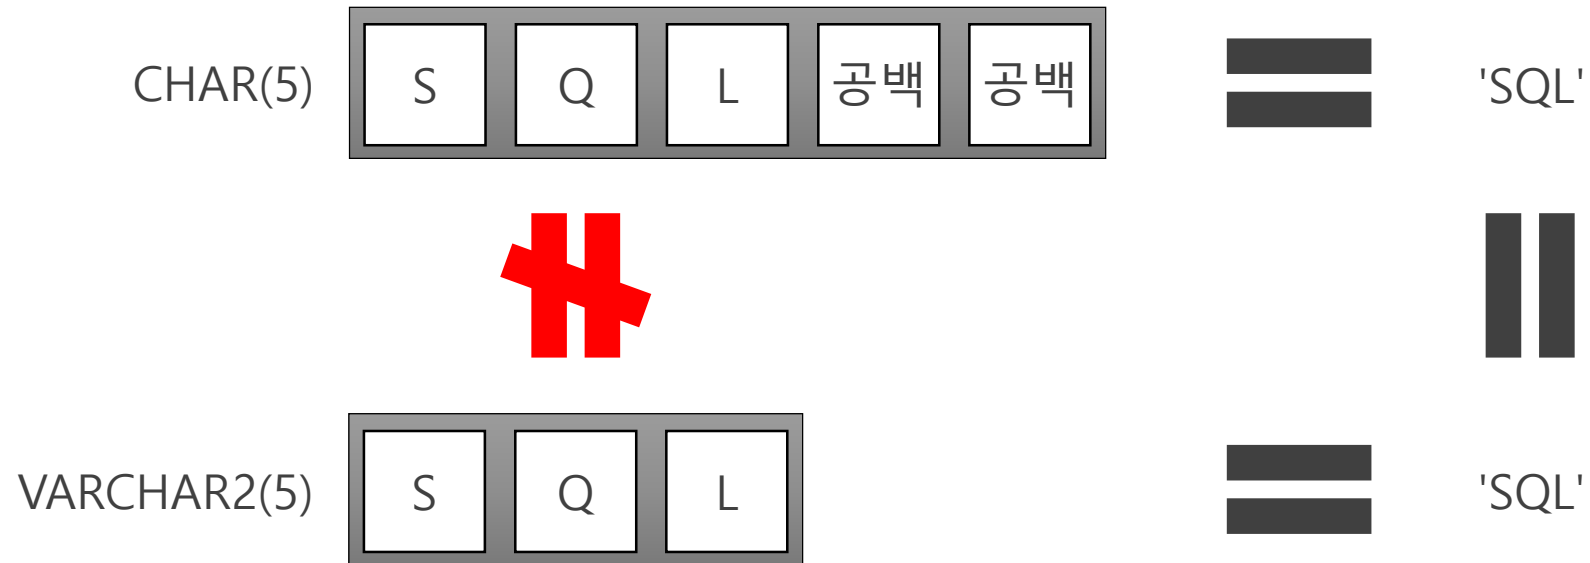 CHAR(5) S Q L 공백 공백 'SQL'
VARCHAR2(5) S Q L 'SQL'